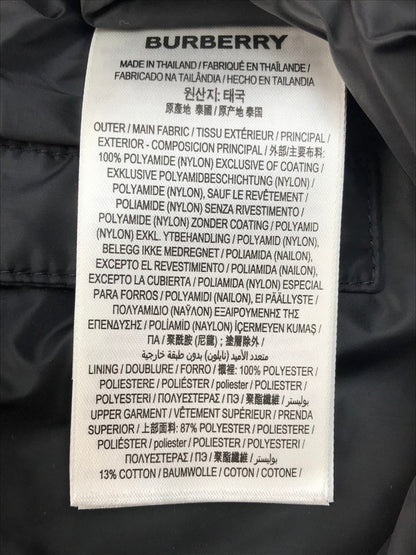 BURBERRY
MADE IN THAILAND / FABRIQUÉ EN THAÏLANDE /
FABRICADO NA TAILÂNDIA / HECHO EN TAILANDIA
원산지: 태국
原産地 泰國 / 原产地 泰国
OUTER / MAIN FABRIC / TISSU EXTÉRIEUR / PRINCIPAL /
EXTERIOR - COMPOSICION PRINCIPAL / 外部/主要布料:
100% POLYAMIDE (NYLON) EXCLUSIVE OF COATING /
EXKLUSIVE POLYAMIDBESCHICHTUNG (NYLON) /
POLYAMIDE (NYLON), SAUF LE REVÊTEMENT /
POLIAMIDE (NYLON) SENZA RIVESTIMENTO /
POLYAMIDE (NYLON) ZONDER COATING / POLYAMID
(NYLON) EXKL. YTBEHANDLING / POLYAMID (NYLON)
BELEGG IKKE MEDREGNET / POLIAMIDA (NAILON),
EXCEPTO EL REVESTIMIENTO / POLIAMIDA (NYLON),
EXCEPTO LA CUBIERTA / POLIAMIDA (NYLON) ESPECIAL
PARA FORROS / POLYAMIDI (NAILON), EI PÄÄLLYSTE /
ΠΟΛΥΑΜΙΔΙΟ (ΝΑΫΛΟΝ) ΕΞΑΙΡΟΥΜΕΝΗΣ ΤΗΣ
ΕΠΕΝΔΥΣΗΣ / POLİAMİD (NAYLON) İÇERMEYEN KUMAŞ /
ПА / 聚酰胺 (尼龍) ; 塗層除外 /
متعدد الأميد (نايلون) بدون طبقة خارجية
LINING / DOUBLURE / FORRO / 襯裡: 100% POLYESTER /
POLIESTERE / POLIÉSTER / poliester / POLIESTER /
POLYESTERI / ΠΟΛΥΕΣΤΕΡΑΣ / ПЭ / 聚酯纖維 / بوليستر /
UPPER GARMENT / VÊTEMENT SUPÉRIEUR / PRENDA
SUPERIOR / 上部面料: 87% POLYESTER / POLIESTERE /
POLIÉSTER / poliester / POLIESTER / POLYESTERI /
ΠΟΛΥΕΣΤΕΡΑΣ / ПЭ / 聚酯纖維 / بوليستر /
13% COTTON / BAUMWOLLE / COTON / COTONE /